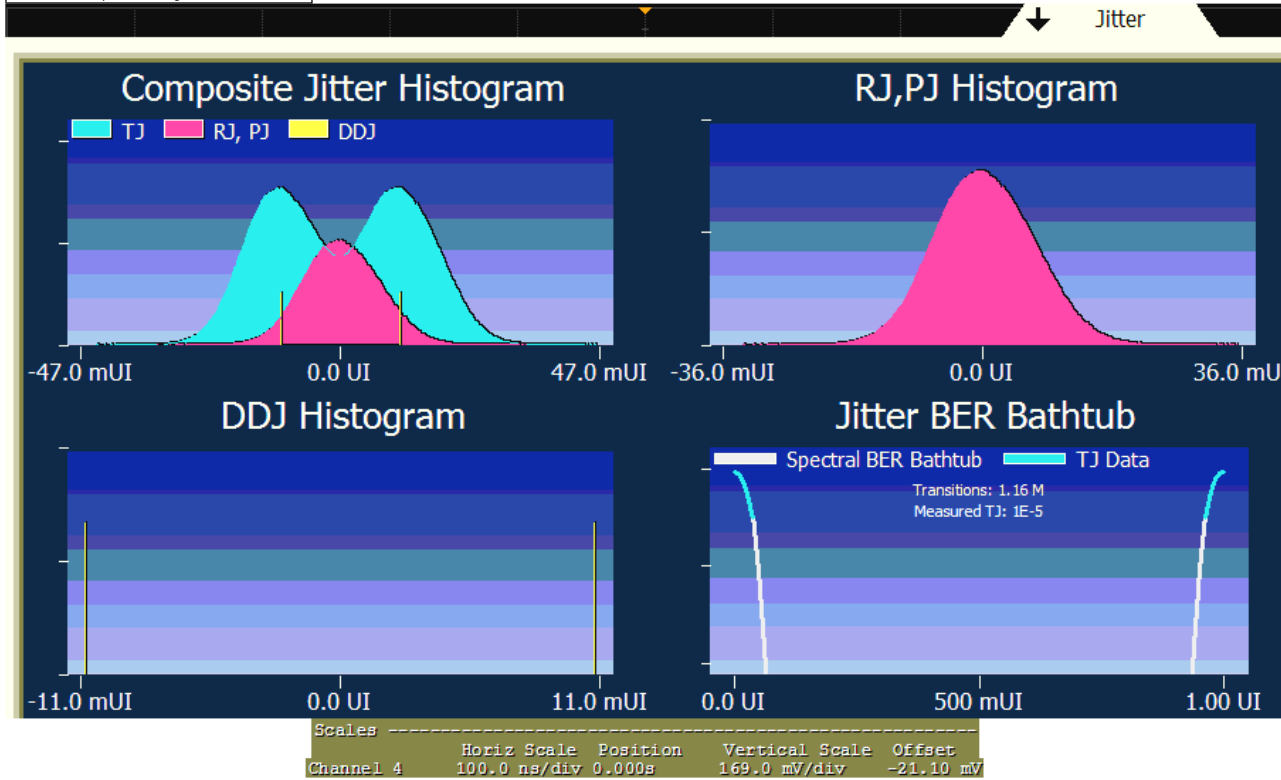 Jitter
Composite Jitter Histogram
TJ RJ, PJ DDJ
-47.0 mUI 0.0 UI 47.0 mUI
RJ,PJ Histogram
-36.0 mUI 0.0 UI 36.0 mU
DDJ Histogram
-11.0 mUI 0.0 UI 11.0 mUI
Jitter BER Bathtub
Spectral BER Bathtub TJ Data
Transitions: 1.16 M
Measured TJ: 1E-5
0.0 UI 500 mUI 1.00 UI
Scales --------------------------------------------------------
Horiz Scale Position Vertical Scale Offset
Channel 4 100.0 ns/div 0.000s 169.0 mV/div -21.10 mV